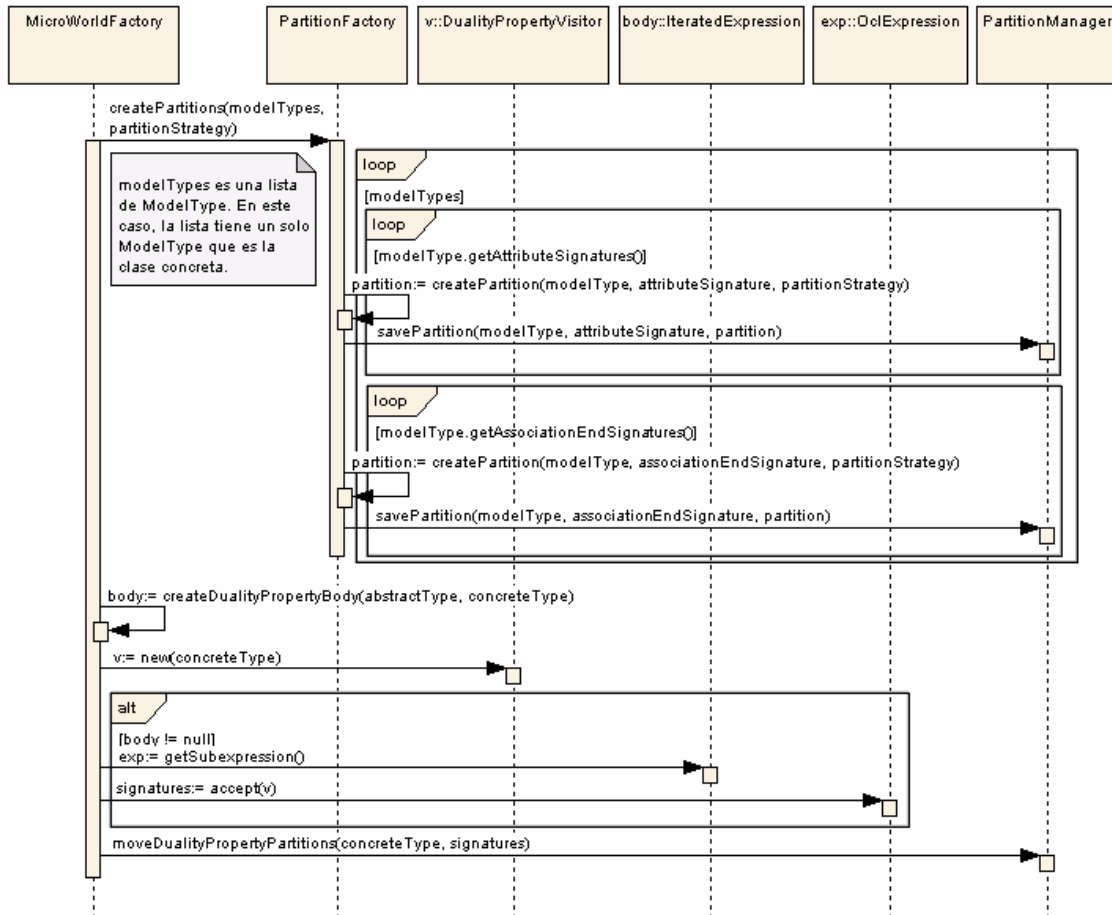 MicroWorldFactory
PartitionFactory
v::DualityPropertyVisitor
body::IteratedExpression
exp::OclExpression
PartitionManager
createPartitions(modelTypes,
partitionStrategy)
modelTypes es una lista
de ModelType. En este
caso, la lista tiene un solo
ModelType que es la
clase concreta.
loop
[modelTypes]
loop
[modelType.getAttributeSignatures()]
partition:= createPartition(modelType, attributeSignature, partitionStrategy)
savePartition(modelType, attributeSignature, partition)
loop
[modelType.getAssociationEndSignatures()]
partition:= createPartition(modelType, associationEndSignature, partitionStrategy)
savePartition(modelType, associationEndSignature, partition)
body:= createDualityPropertyBody(abstractType, concreteType)
v:= new(concreteType)
alt
[body != null]
exp:= getSubexpression()
signatures:= accept(v)
moveDualityPropertyPartitions(concreteType, signatures)